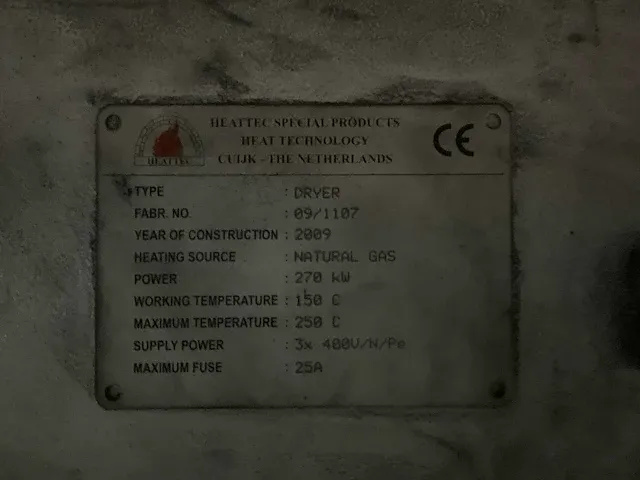 HEATTEC SPECIAL PRODUCTS
HEAT TECHNOLOGY
CUIJK - THE NETHERLANDS
CE
HEATTEC
TYPE : DRYER
FABR. NO. : 09/1107
YEAR OF CONSTRUCTION : 2009
HEATING SOURCE : NATURAL GAS
POWER : 270 kW
WORKING TEMPERATURE : 150 C
MAXIMUM TEMPERATURE : 250 C
SUPPLY POWER : 3x 400V/N/Pe
MAXIMUM FUSE : 25A